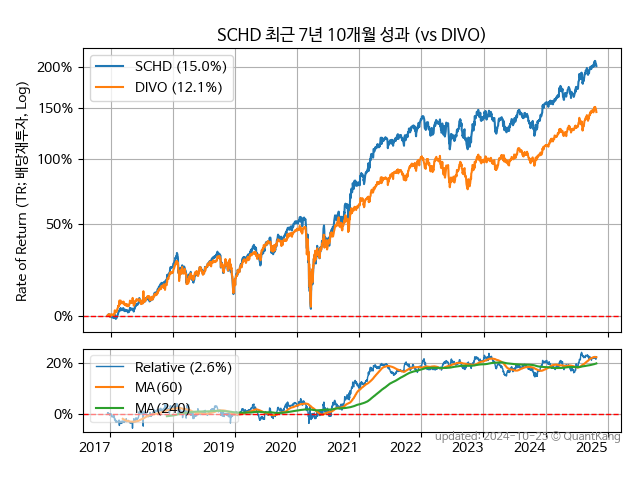 SCHD 최근 7년 10개월 성과 (vs DIVO)
Rate of Return (TR: 배당재투자, Log)
200%
150%
100%
50%
0%
SCHD (15.0%)
DIVO (12.1%)
20%
0%
Relative (2.6%)
MA(60)
MA(240)
2017 2018 2019 2020 2021 2022 2023 2024 2025
updated: 2024-10-25 © QuantKang